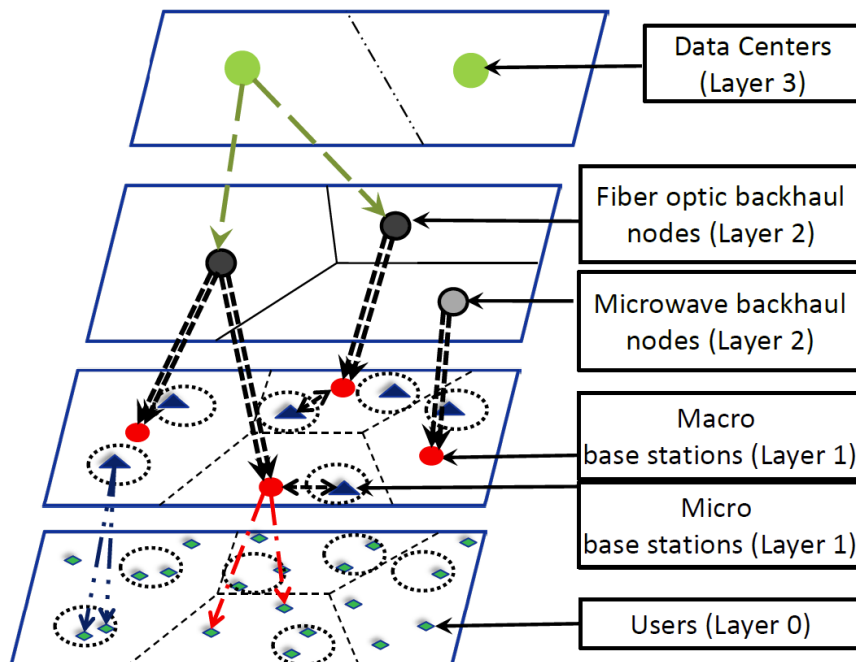 Data Centers
(Layer 3)
Fiber optic backhaul
nodes (Layer 2)
Microwave backhaul
nodes (Layer 2)
Macro
base stations (Layer 1)
Micro
base stations (Layer 1)
Users (Layer 0)